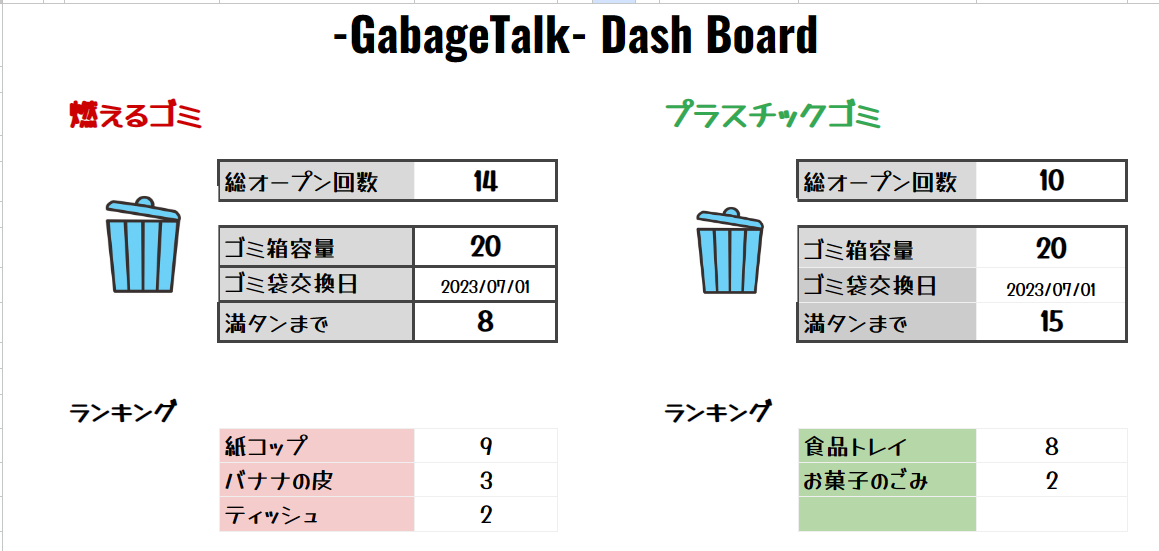 -GabageTalk- Dash Board
燃えるゴミ
総オープン回数 14
ゴミ箱容量 20
ゴミ袋交換日 2023/07/01
満タンまで 8
ランキング
紙コップ 9
バナナの皮 3
ティッシュ 2
プラスチックゴミ
総オープン回数 10
ゴミ箱容量 20
ゴミ袋交換日 2023/07/01
満タンまで 15
ランキング
食品トレイ 8
お菓子のごみ 2